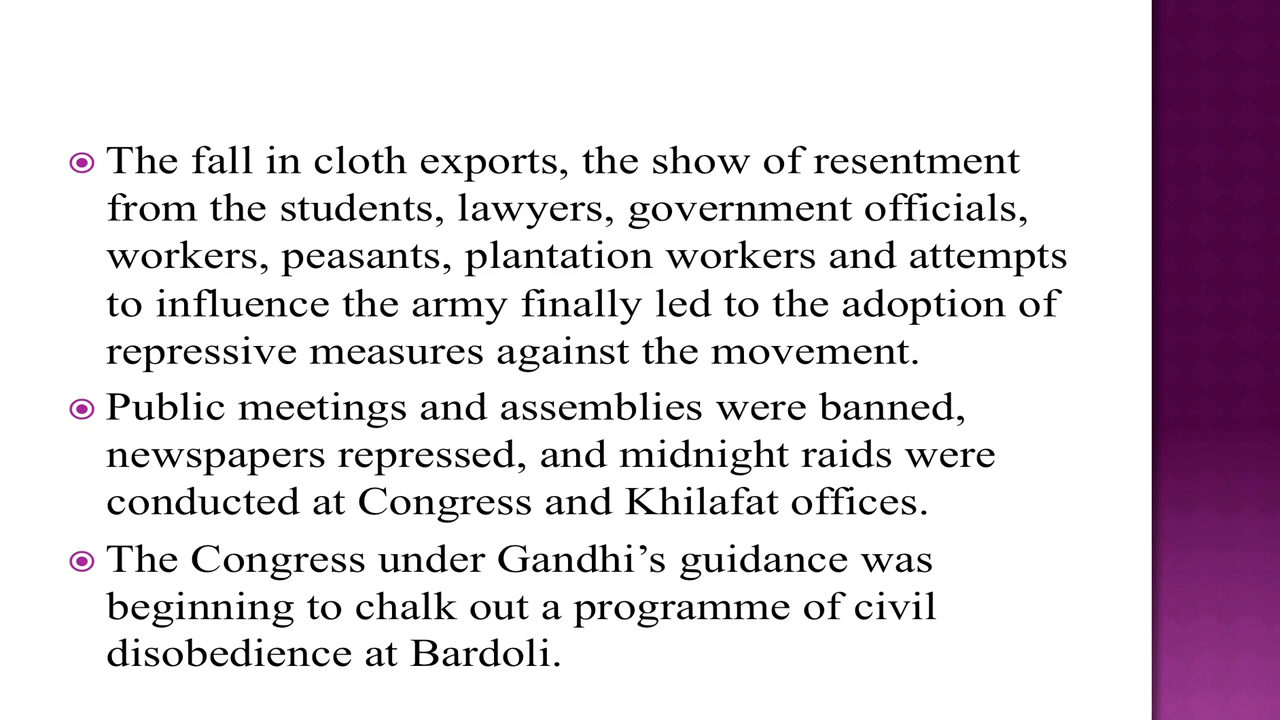 The fall in cloth exports, the show of resentment
from the students, lawyers, government officials,
workers, peasants, plantation workers and attempts
to influence the army finally led to the adoption of
repressive measures against the movement.
Public meetings and assemblies were banned,
newspapers repressed, and midnight raids were
conducted at Congress and Khilafat offices.
The Congress under Gandhi’s guidance was
beginning to chalk out a programme of civil
disobedience at Bardoli.